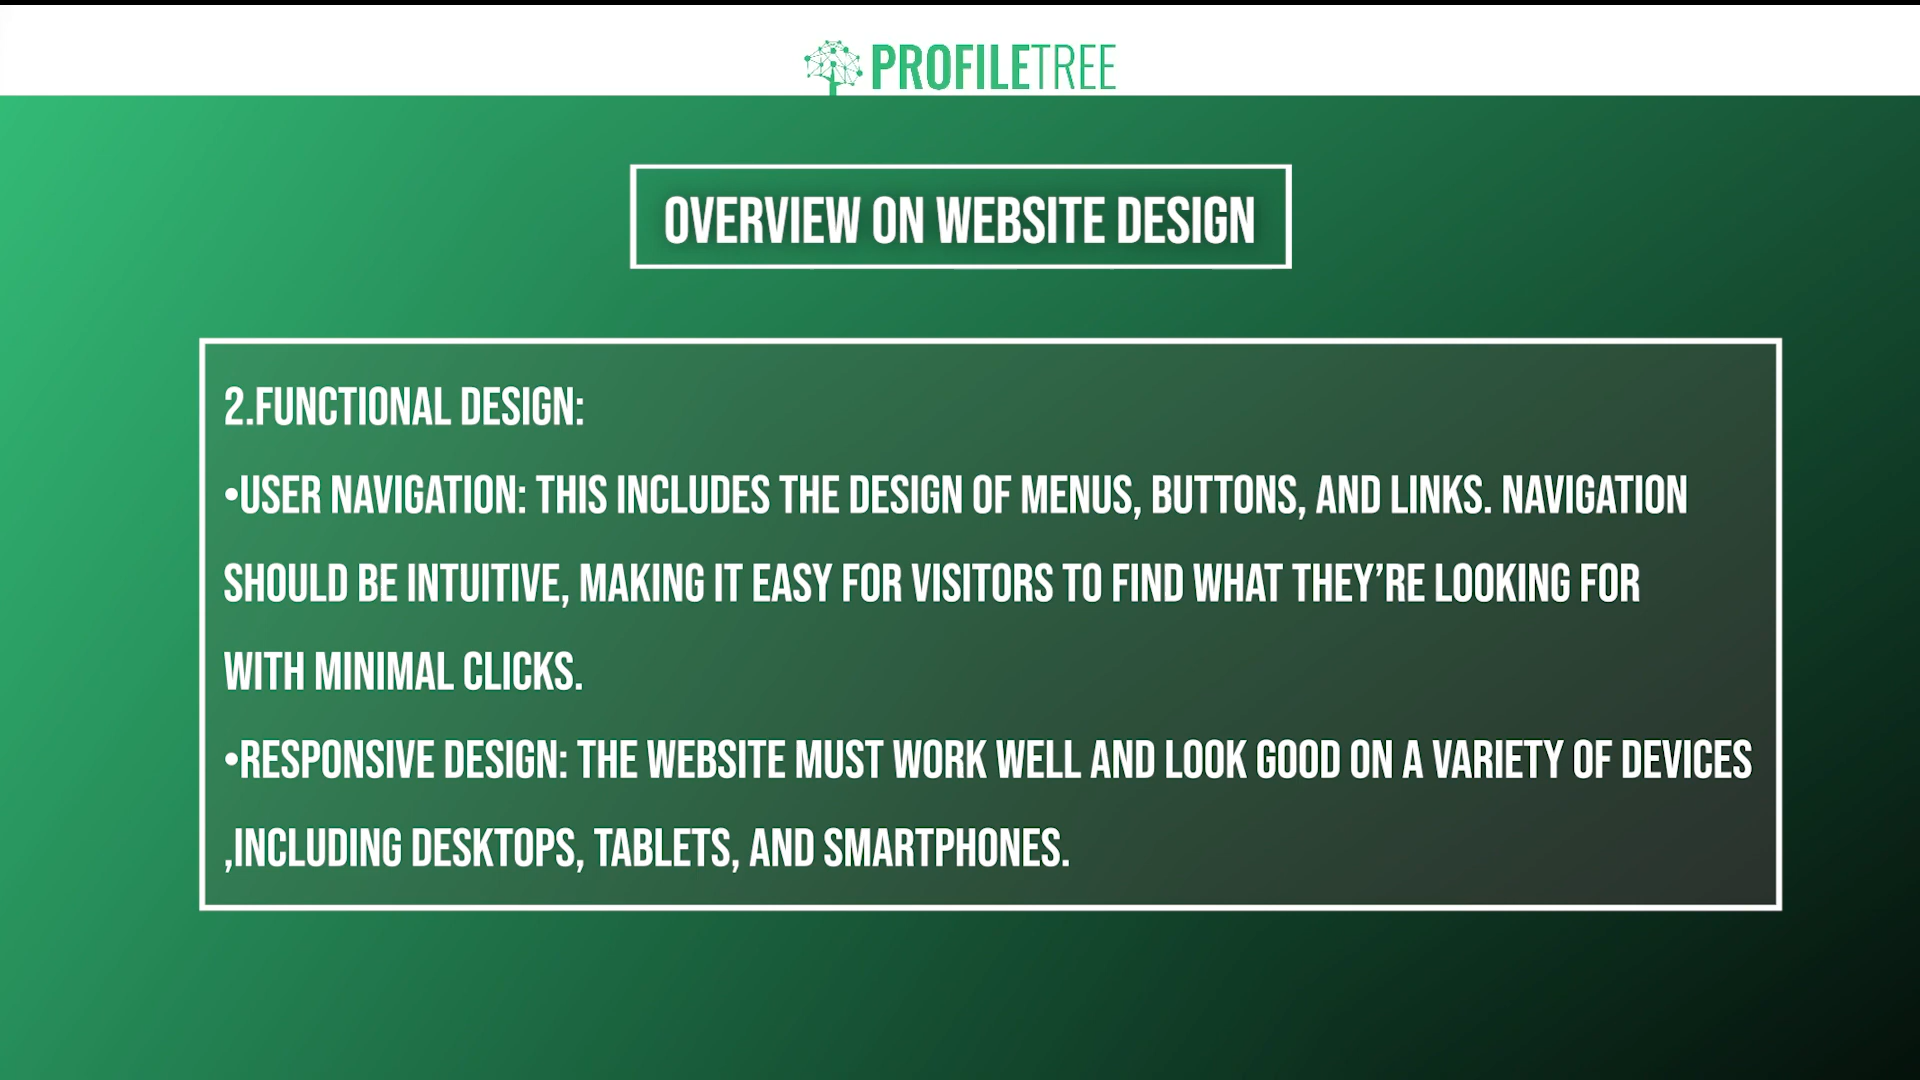 PROFILETREE
OVERVIEW ON WEBSITE DESIGN
2.FUNCTIONAL DESIGN:
•USER NAVIGATION: THIS INCLUDES THE DESIGN OF MENUS, BUTTONS, AND LINKS. NAVIGATION
SHOULD BE INTUITIVE, MAKING IT EASY FOR VISITORS TO FIND WHAT THEY’RE LOOKING FOR
WITH MINIMAL CLICKS.
•RESPONSIVE DESIGN: THE WEBSITE MUST WORK WELL AND LOOK GOOD ON A VARIETY OF DEVICES
,INCLUDING DESKTOPS, TABLETS, AND SMARTPHONES.